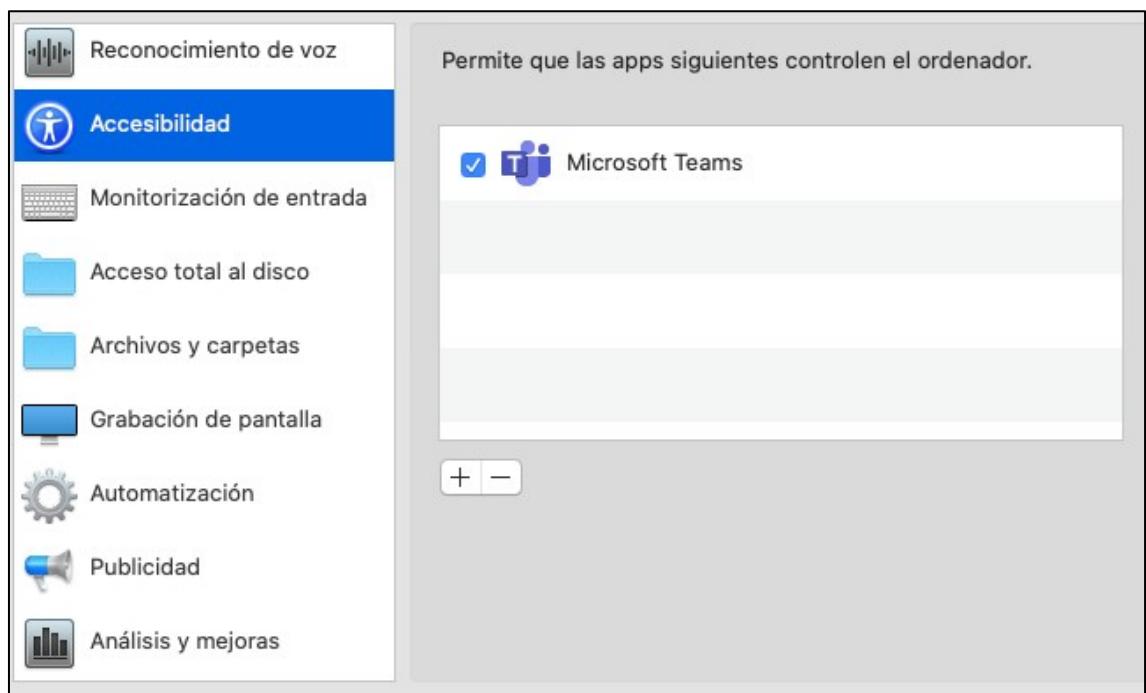 Reconocimiento de voz
Accesibilidad
Monitorización de entrada
Acceso total al disco
Archivos y carpetas
Grabación de pantalla
Automatización
Publicidad
Análisis y mejoras
Permite que las apps siguientes controlen el ordenador.
T Microsoft Teams
+ −